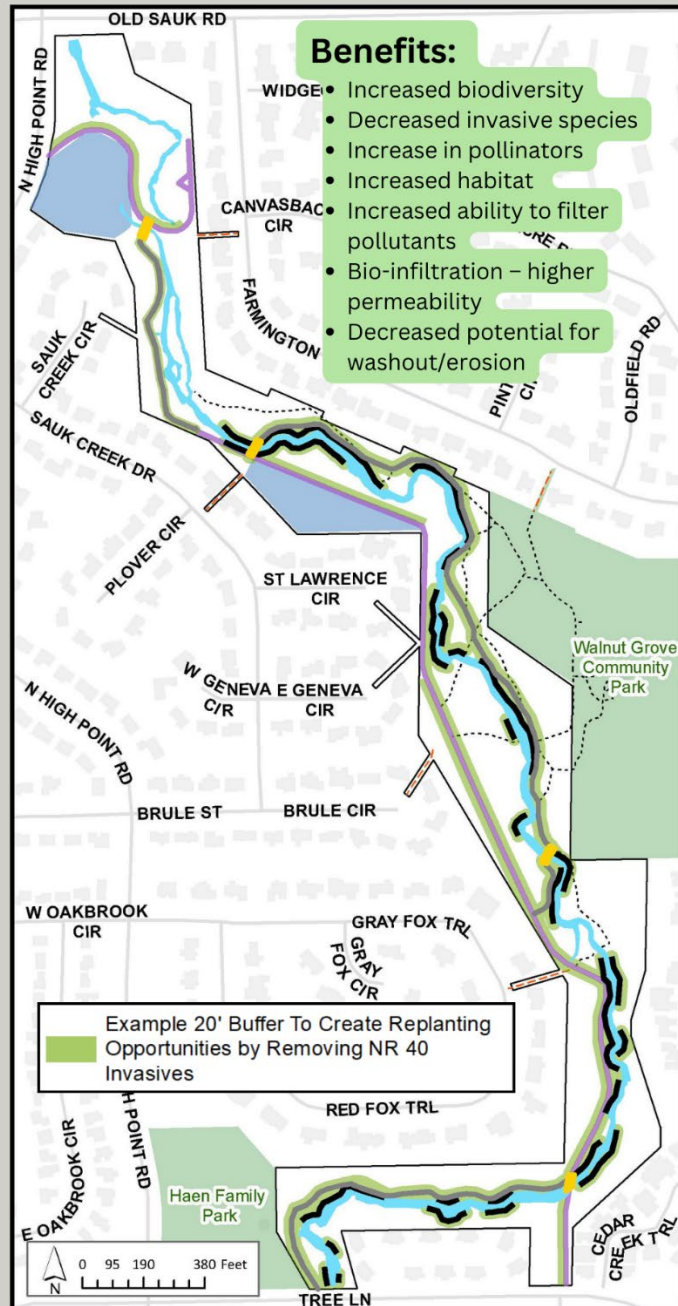 OLD SAUK RD
Benefits:
• Increased biodiversity
• Decreased invasive species
• Increase in pollinators
• Increased habitat
• Increased ability to filter
pollutants
• Bio-infiltration – higher
permeability
• Decreased potential for
washout/erosion
N HIGH POINT RD
WIDGE
CANVASBAC
CIR
FARMINGTON
ORE D
PINT
CI
OLDFIELD RD
SAUK
CREEK CIR
SAUK CREEK DR
PLOVER CIR
ST LAWRENCE
CIR
W GENEVA
CIR
E GENEVA
CIR
Walnut Grove
Community
Park
N HIGH POINT RD
BRULE ST
BRULE CIR
W OAKBROOK
CIR
GRAY FOX TRL
GRAY
FOX CIR
Example 20' Buffer To Create Replanting
Opportunities by Removing NR 40
Invasives
H POINT RD
RED FOX TRL
E OAKBROOK CIR
Haen Family
Park
CEDAR
CREEK TRL
0 95 190 380 Feet
N
TREE LN